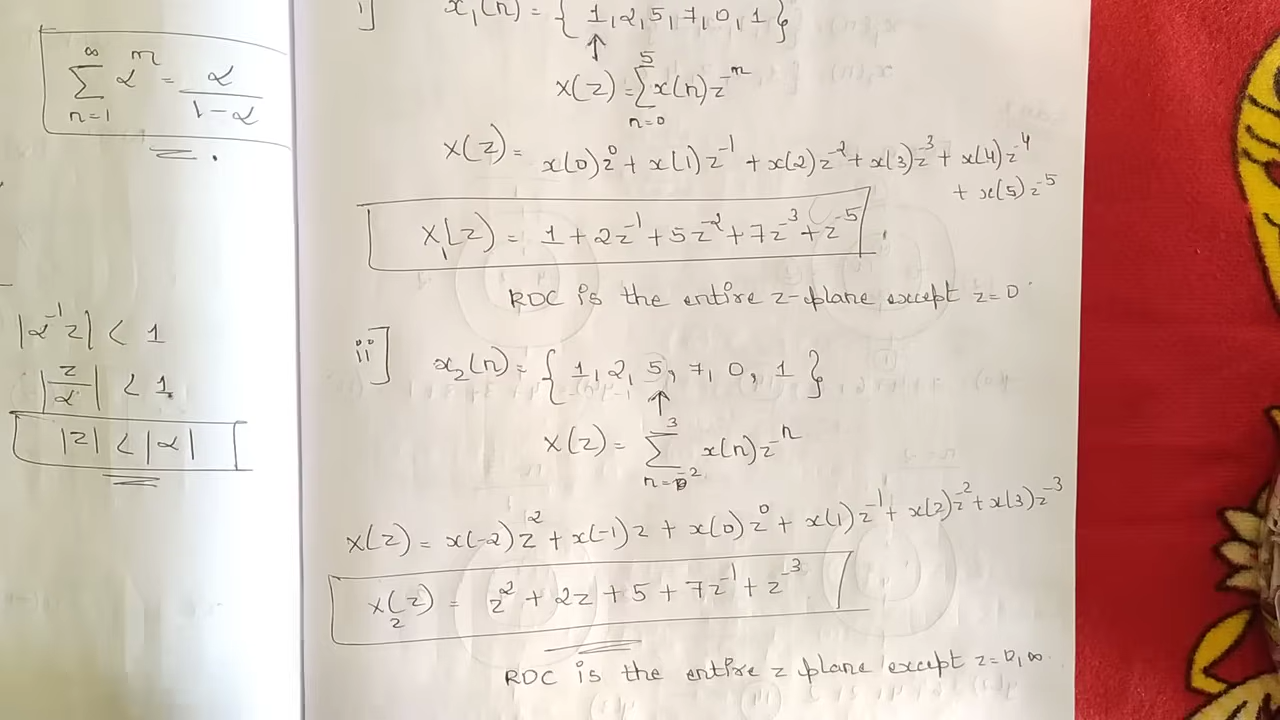 ∞
∑ α^n = α / (1-α)
n=1
|α^-1 z| < 1
|z/α| < 1
|z| < |α|
i] x₁(n) = { 1, 2, 5, 7, 0, 1 }
↑
5
X(z) = ∑ x(n) z^-n
n=0
X(z) = x(0)z^0 + x(1)z^-1 + x(2)z^-2 + x(3)z^-3 + x(4)z^-4
+ x(5)z^-5
X₁(z) = 1 + 2z^-1 + 5z^-2 + 7z^-3 + z^-5
ROC is the entire z-plane except z=0
ii] x₂(n) = { 1, 2, 5, 7, 0, 1 }
↑
3
X(z) = ∑ x(n) z^-n
n=-2
X(z) = x(-2)z^2 + x(-1)z + x(0)z^0 + x(1)z^-1 + x(2)z^-2 + x(3)z^-3
X₂(z) = z^2 + 2z + 5 + 7z^-1 + z^-3
ROC is the entire z plane except z=0,∞